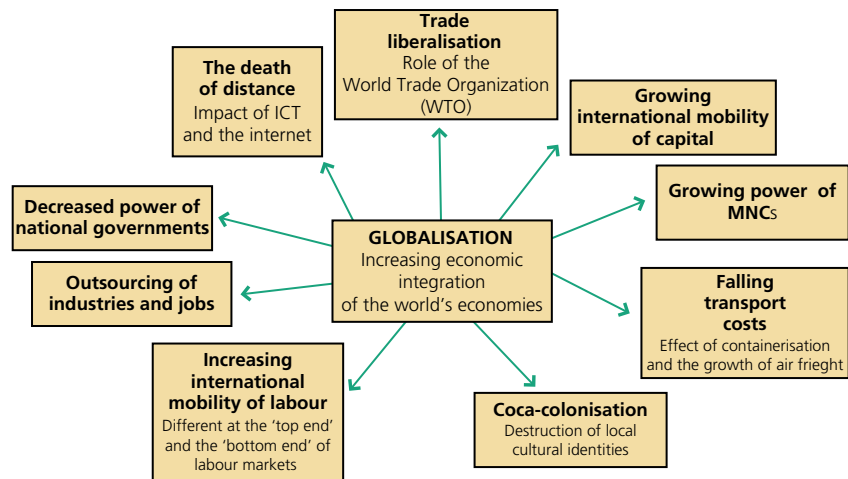 Trade
liberalisation
Role of the
World Trade Organization
(WTO)
The death
of distance
Impact of ICT
and the internet
Growing
international mobility
of capital
Growing power of
MNCs
Decreased power of
national governments
GLOBALISATION
Increasing economic
integration
of the world's economies
Outsourcing of
industries and jobs
Falling
transport
costs
Effect of containerisation
and the growth of air frieght
Increasing
international
mobility of labour
Different at the 'top end'
and the 'bottom end' of
labour markets
Coca-colonisation
Destruction of local
cultural identities